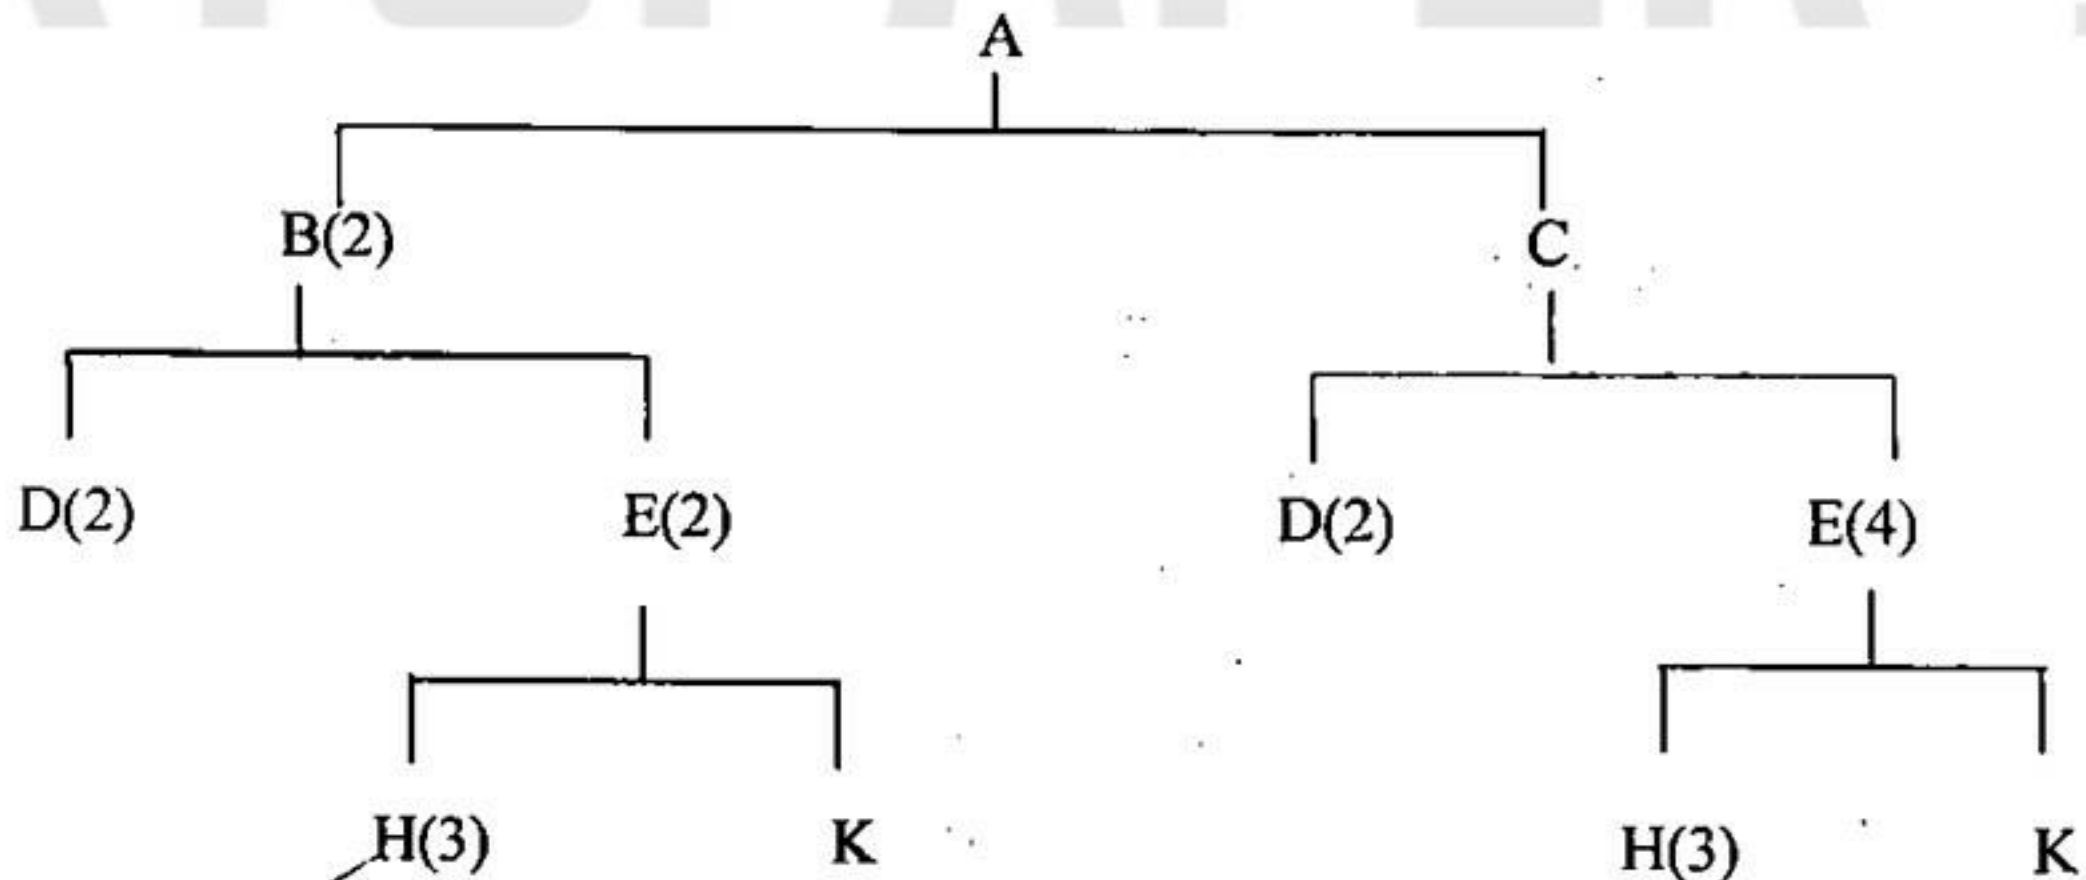 A
B(2) C
D(2) E(2) D(2) E(4)
H(3) K H(3) K